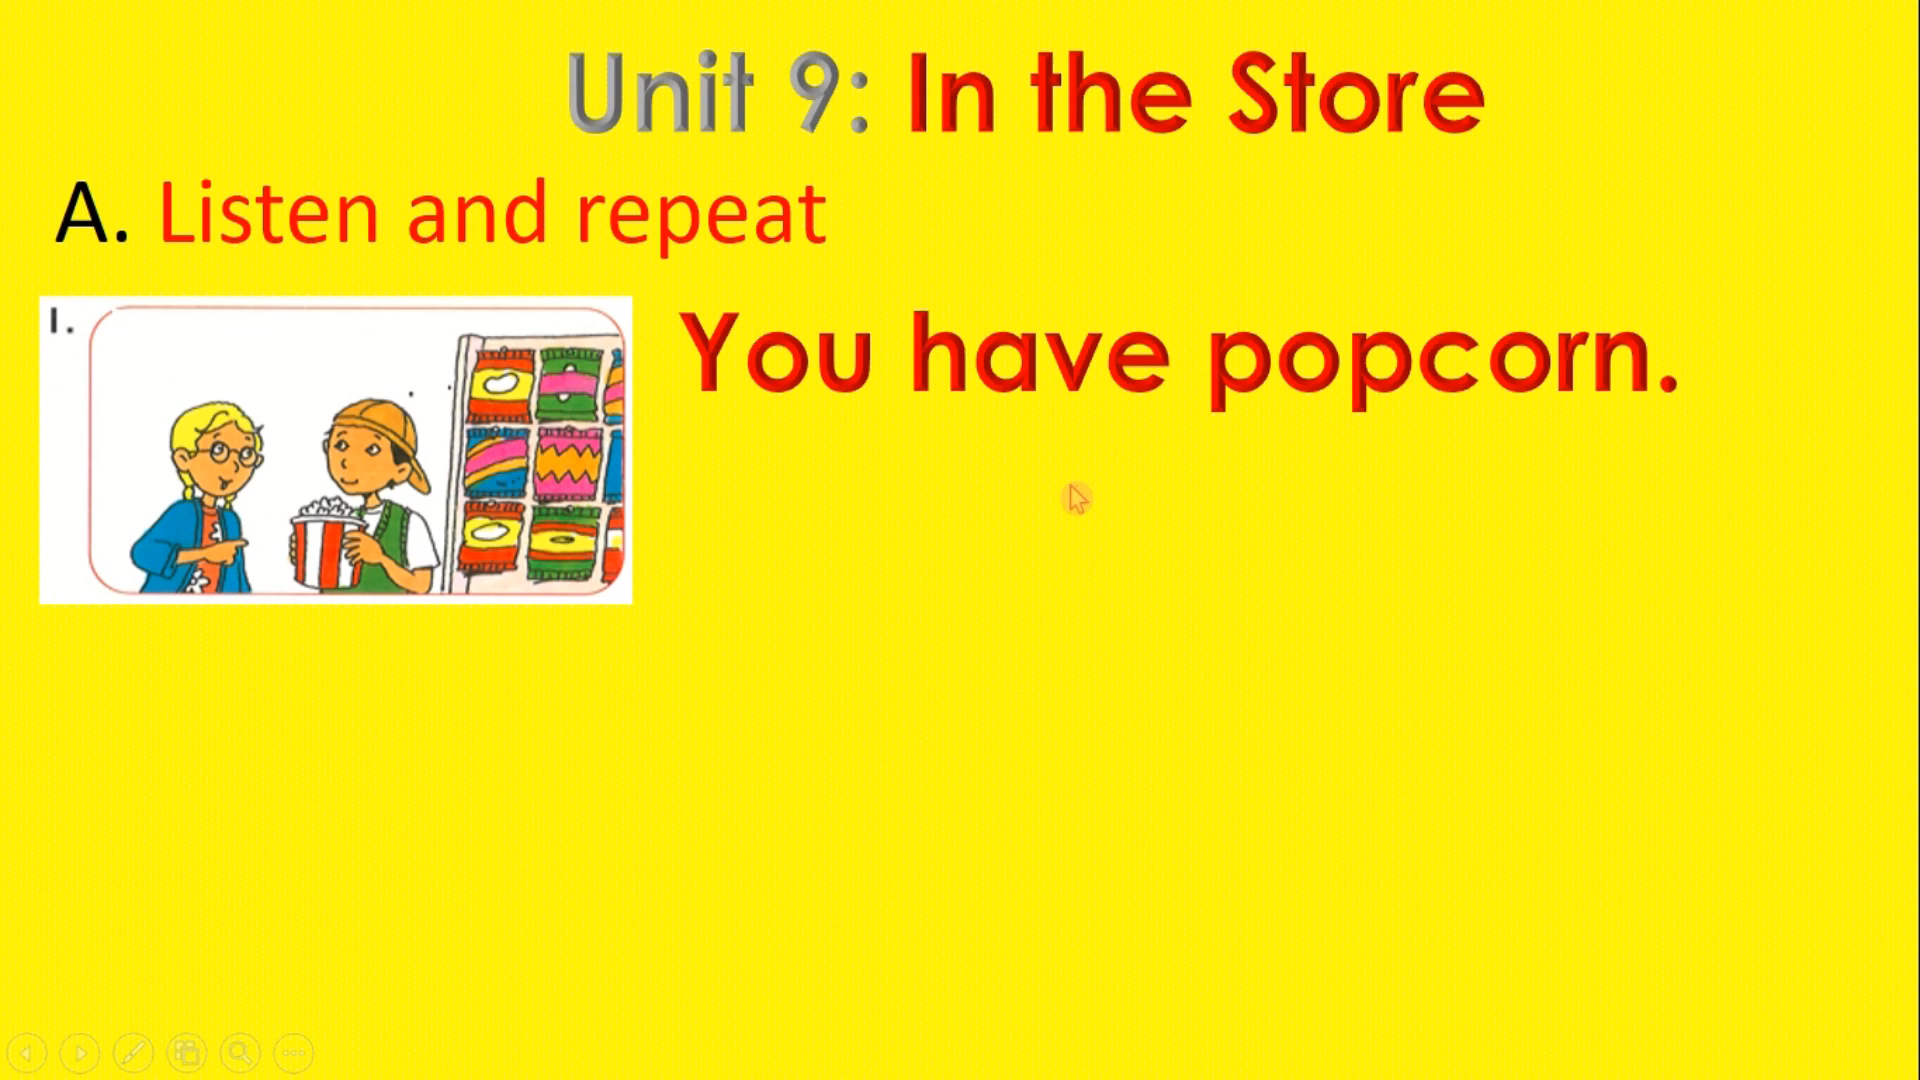 Unit 9: In the Store
A. Listen and repeat
1.
You have popcorn.